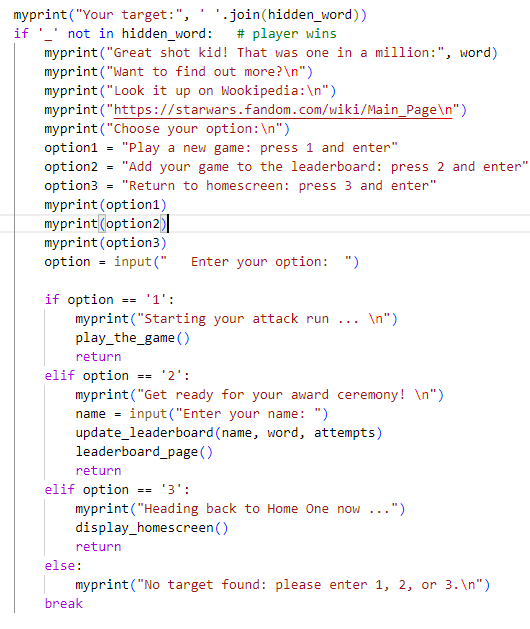 myprint("Your target:", ' '.join(hidden_word))
if '_' not in hidden_word:   # player wins
    myprint("Great shot kid! That was one in a million:", word)
    myprint("Want to find out more?\n")
    myprint("Look it up on Wookipedia:\n")
    myprint("https://starwars.fandom.com/wiki/Main_Page\n")
    myprint("Choose your option:\n")
    option1 = "Play a new game: press 1 and enter"
    option2 = "Add your game to the leaderboard: press 2 and enter"
    option3 = "Return to homescreen: press 3 and enter"
    myprint(option1)
    myprint(option2)
    myprint(option3)
    option = input("   Enter your option:  ")

    if option == '1':
        myprint("Starting your attack run ... \n")
        play_the_game()
        return
    elif option == '2':
        myprint("Get ready for your award ceremony! \n")
        name = input("Enter your name: ")
        update_leaderboard(name, word, attempts)
        leaderboard_page()
        return
    elif option == '3':
        myprint("Heading back to Home One now ...")
        display_homescreen()
        return
    else:
        myprint("No target found: please enter 1, 2, or 3.\n")
    break